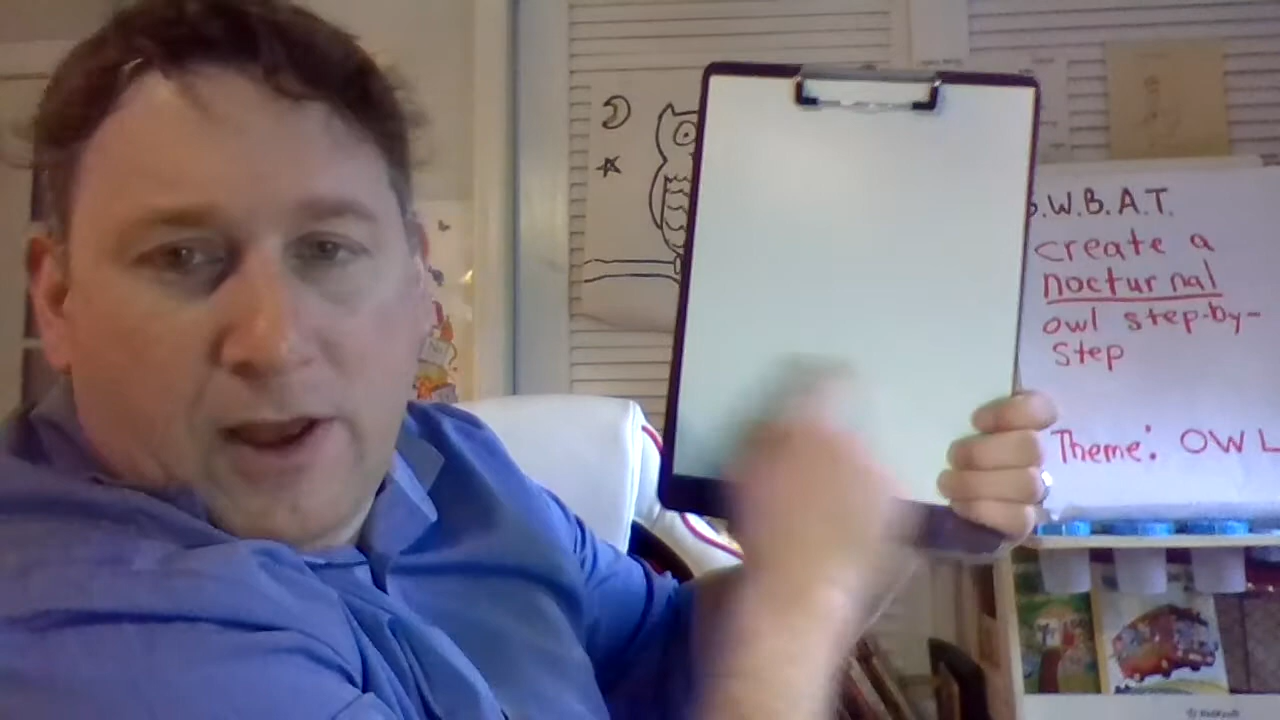 .W.B.A.T.
create a
nocturnal
owl step-by-
step
Theme: OWL